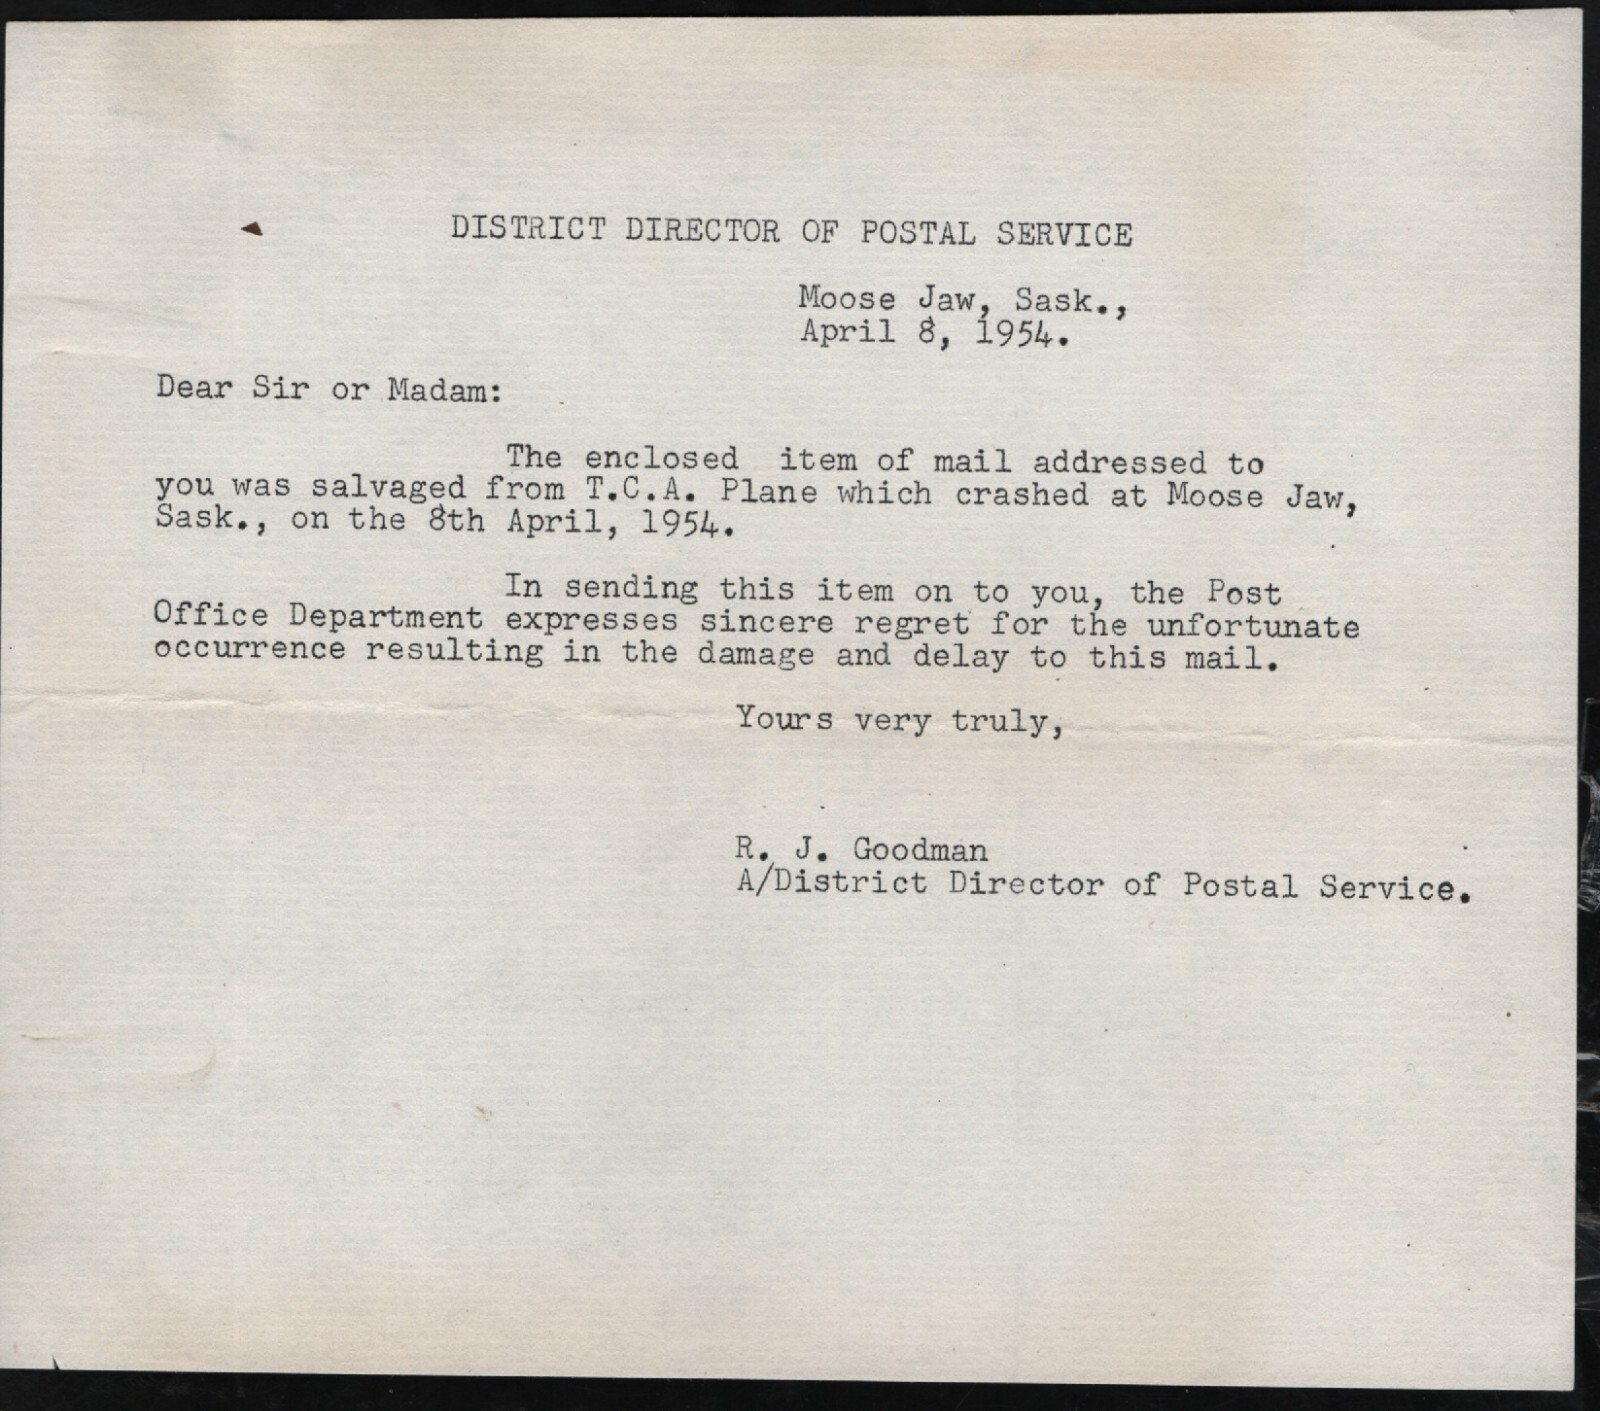 DISTRICT DIRECTOR OF POSTAL SERVICE
Moose Jaw, Sask.,
April 8, 1954.
Dear Sir or Madam:
The enclosed item of mail addressed to
you was salvaged from T.C.A. Plane which crashed at Moose Jaw,
Sask., on the 8th April, 1954.
In sending this item on to you, the Post
Office Department expresses sincere regret for the unfortunate
occurrence resulting in the damage and delay to this mail.
Yours very truly,
R. J. Goodman
A/District Director of Postal Service.